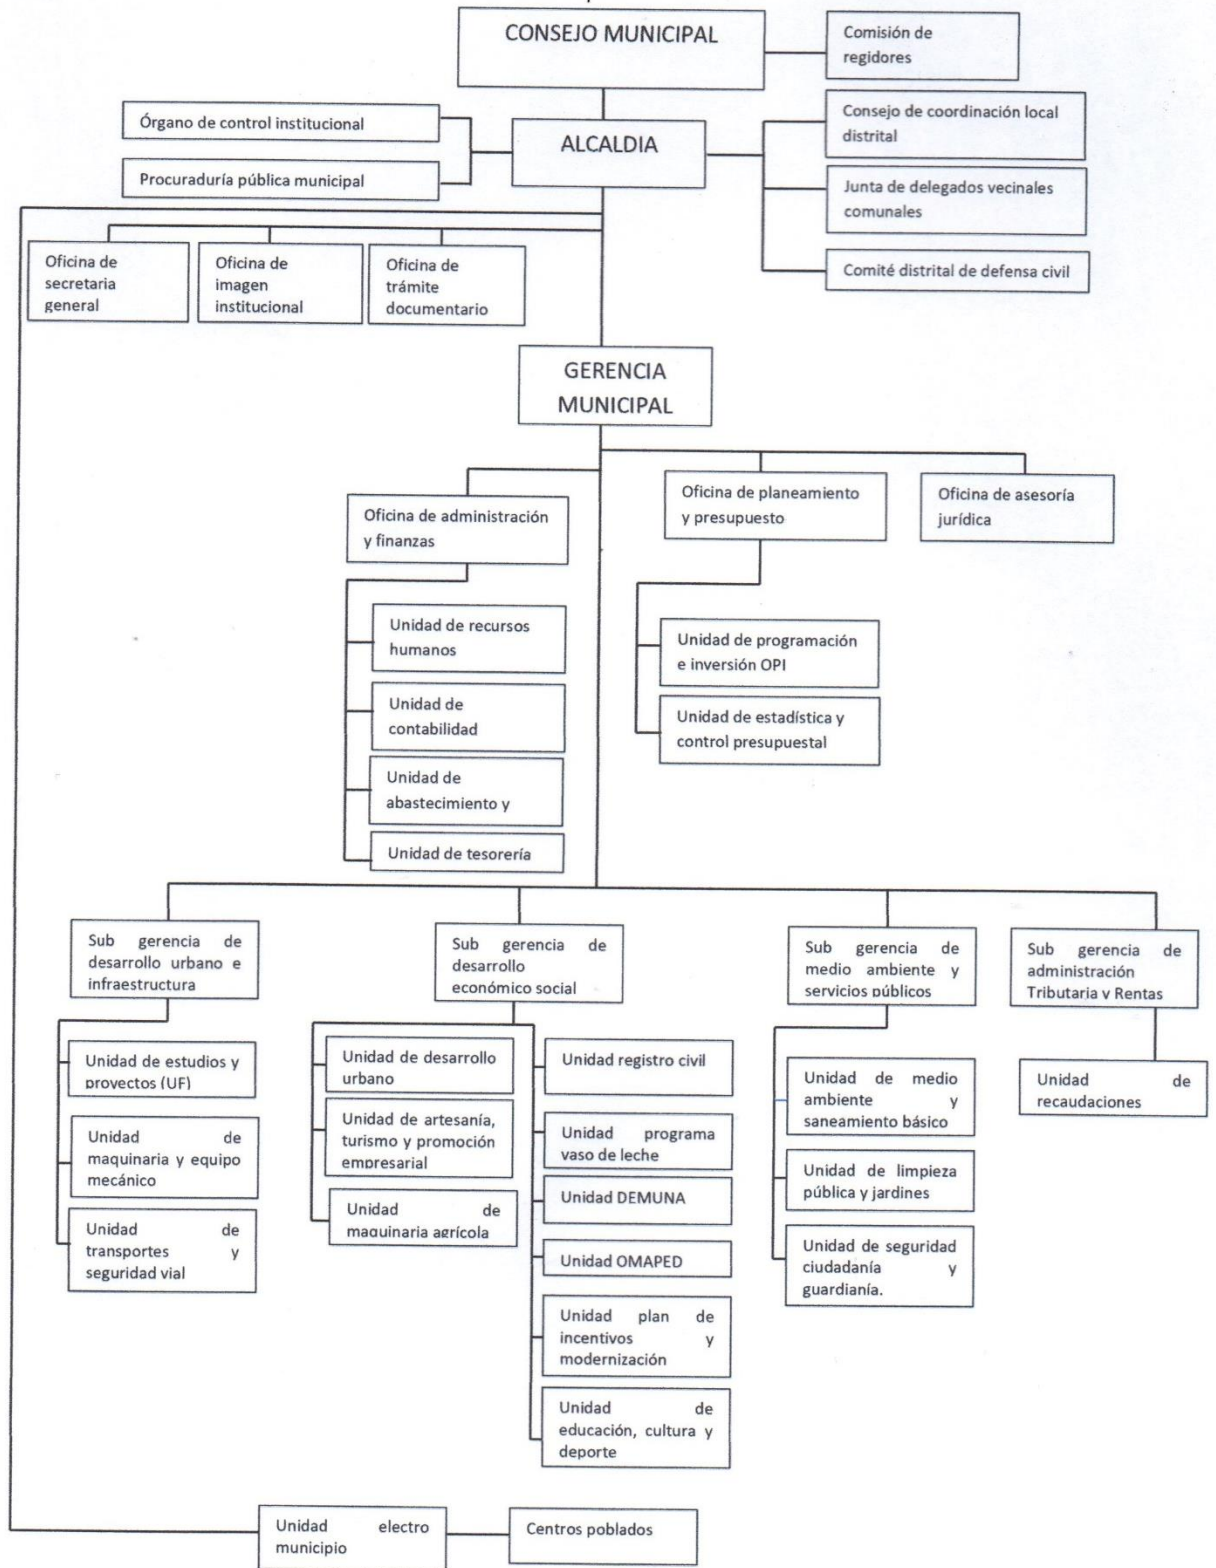 CONSEJO MUNICIPAL
Comisión de
regidores
Órgano de control institucional
Procuraduría pública municipal
ALCALDIA
Consejo de coordinación local
distrital
Junta de delegados vecinales
comunales
Comité distrital de defensa civil
Oficina de
secretaria
general
Oficina de
imagen
institucional
Oficina de
trámite
documentario
GERENCIA
MUNICIPAL
Oficina de administración
y finanzas
Oficina de planeamiento
y presupuesto
Oficina de asesoría
jurídica
Unidad de recursos
humanos
Unidad de
contabilidad
Unidad de
abastecimiento y
Unidad de tesorería
Unidad de programación
e inversión OPI
Unidad de estadística y
control presupuestal
Sub gerencia de
desarrollo urbano e
infraestructura
Sub gerencia de
desarrollo
económico social
Sub gerencia de
medio ambiente y
servicios públicos
Sub gerencia de
administración
Tributaria y Rentas
Unidad de estudios y
proyectos (UF)
Unidad de
maquinaria y equipo
mecánico
Unidad de
transportes y
seguridad vial
Unidad de desarrollo
urbano
Unidad de artesanía,
turismo y promoción
empresarial
Unidad de
maquinaria agrícola
Unidad registro civil
Unidad programa
vaso de leche
Unidad DEMUNA
Unidad OMAPED
Unidad plan de
incentivos y
modernización
Unidad de
educación, cultura y
deporte
Unidad de medio
ambiente y
saneamiento básico
Unidad de limpieza
pública y jardines
Unidad de seguridad
ciudadanía y
guardianía.
Unidad de
recaudaciones
Unidad electro
municipio
Centros poblados